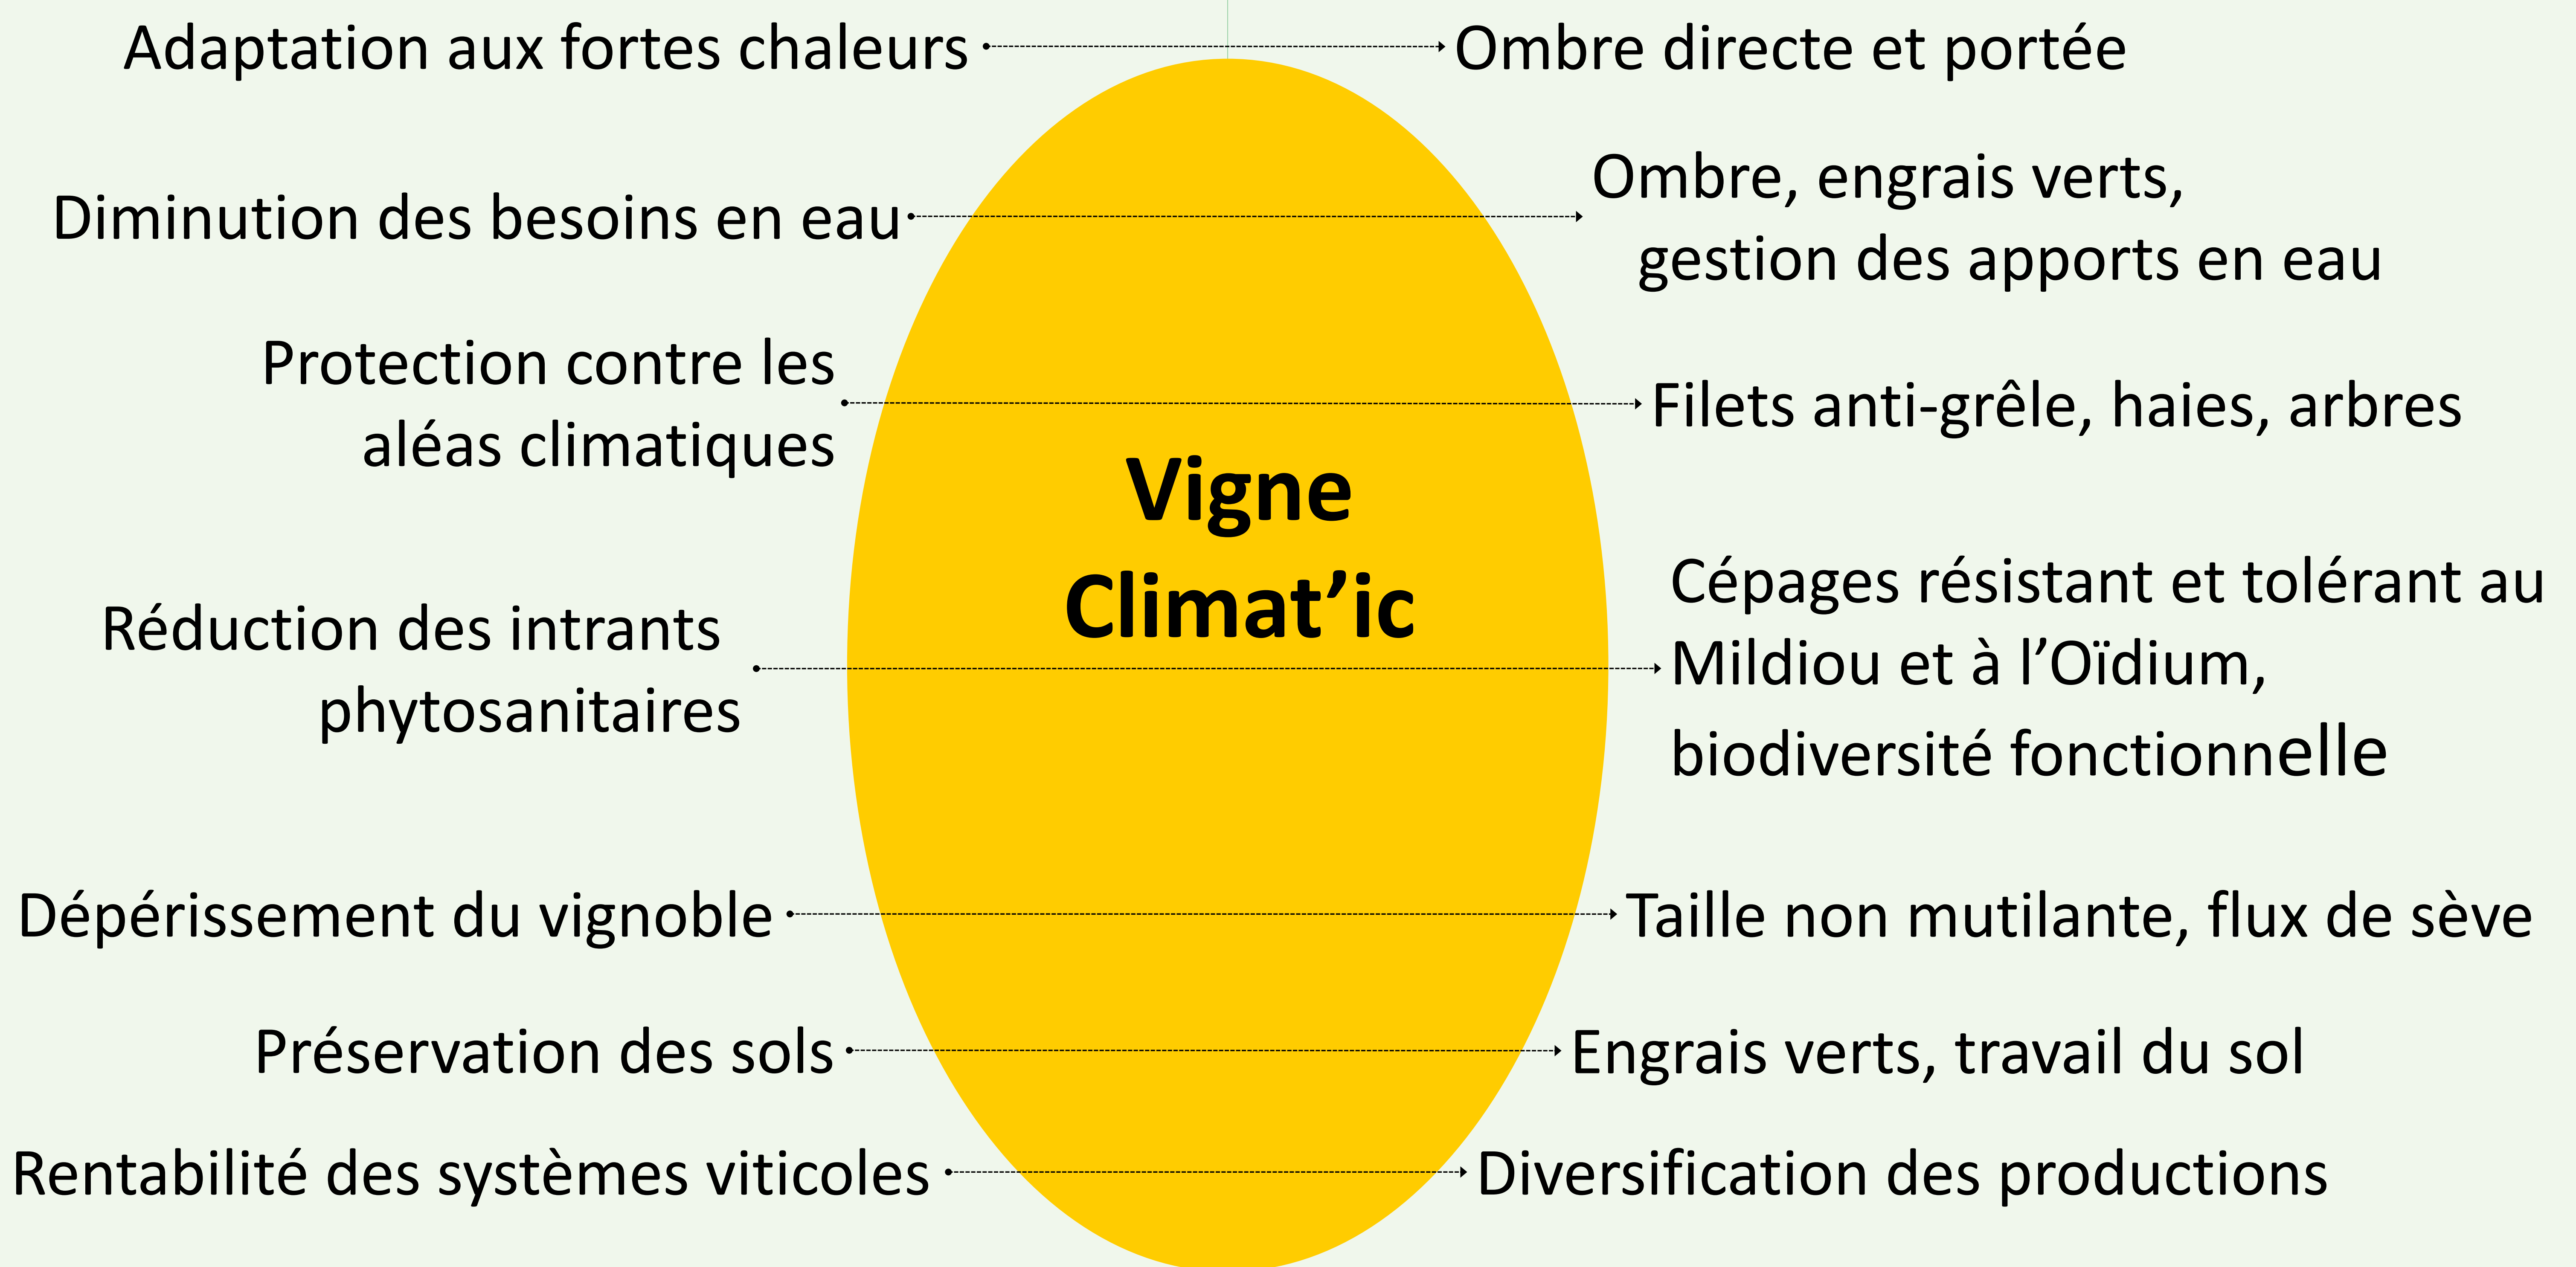 Adaptation aux fortes chaleurs
Ombre directe et portée
Diminution des besoins en eau
Ombre, engrais verts,
gestion des apports en eau
Protection contre les
aléas climatiques
Filets anti-grêle, haies, arbres
Vigne
Climat’ic
Réduction des intrants
phytosanitaires
Cépages résistant et tolérant au
Mildiou et à l’Oïdium,
biodiversité fonctionnelle
Dépérissement du vignoble
Taille non mutilante, flux de sève
Préservation des sols
Engrais verts, travail du sol
Rentabilité des systèmes viticoles
Diversification des productions